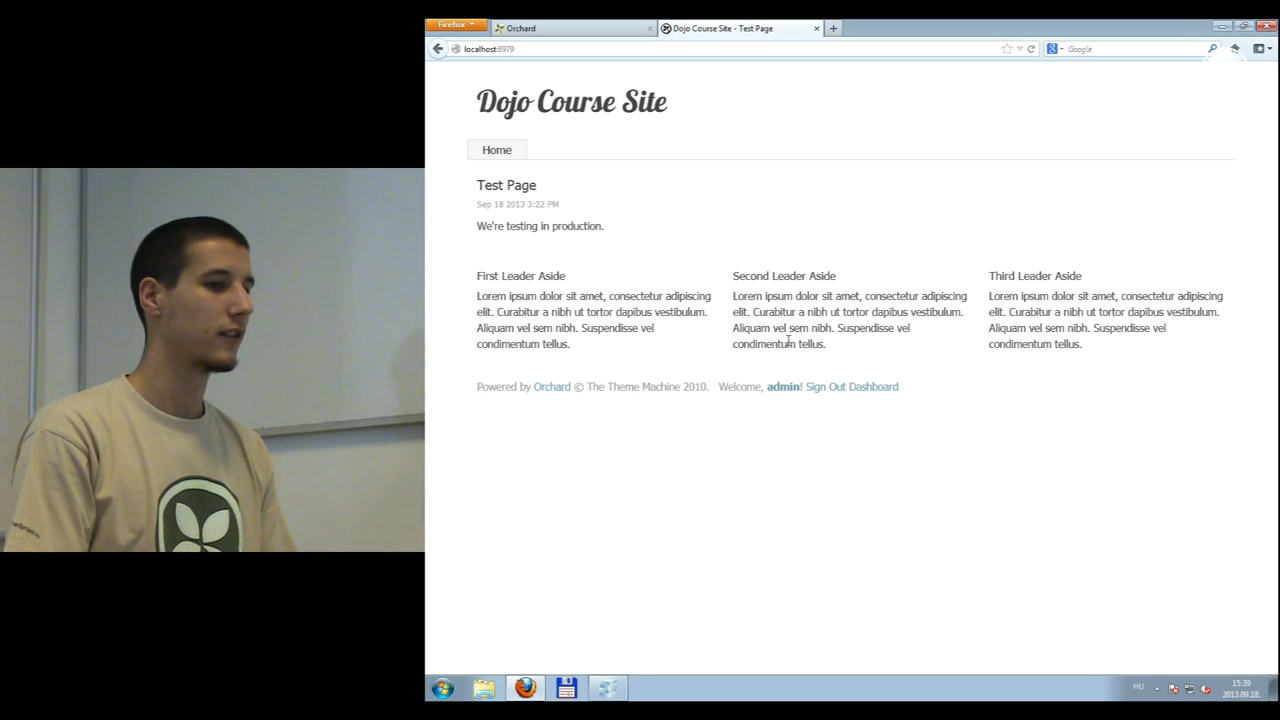 Firefox
Orchard
Dojo Course Site - Test Page
localhost:8979
Google
Dojo Course Site
Home
Test Page
Sep 18 2013 3:22 PM
We're testing in production.
First Leader Aside
Lorem ipsum dolor sit amet, consectetur adipiscing
elit. Curabitur a nibh ut tortor dapibus vestibulum.
Aliquam vel sem nibh. Suspendisse vel
condimentum tellus.
Second Leader Aside
Lorem ipsum dolor sit amet, consectetur adipiscing
elit. Curabitur a nibh ut tortor dapibus vestibulum.
Aliquam vel sem nibh. Suspendisse vel
condimentum tellus.
Third Leader Aside
Lorem ipsum dolor sit amet, consectetur adipiscing
elit. Curabitur a nibh ut tortor dapibus vestibulum.
Aliquam vel sem nibh. Suspendisse vel
condimentum tellus.
Powered by Orchard © The Theme Machine 2010. Welcome, admin! Sign Out Dashboard
HU
15:39
2013.09.18.